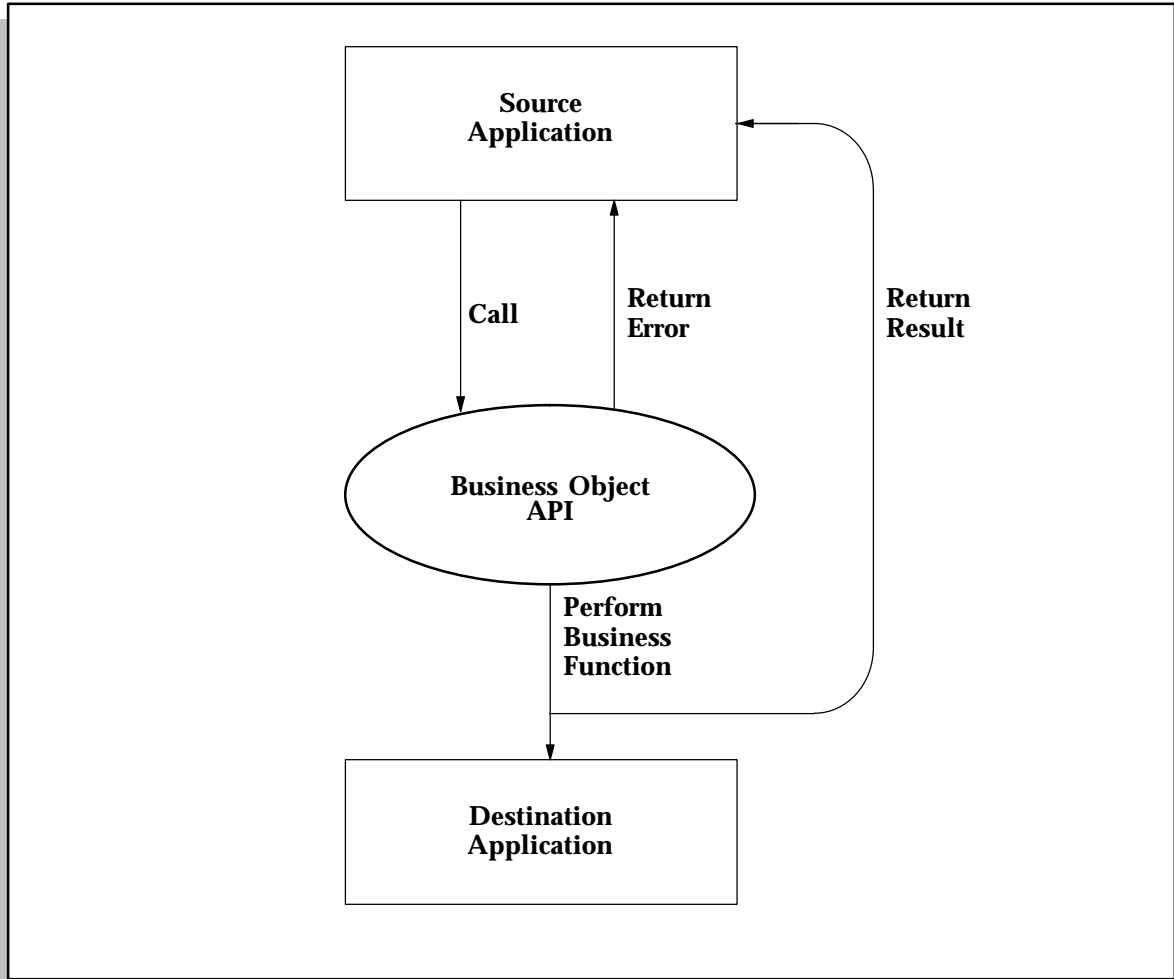 Source
Application
Call
Return
Error
Return
Result
Business Object
API
Perform
Business
Function
Destination
Application